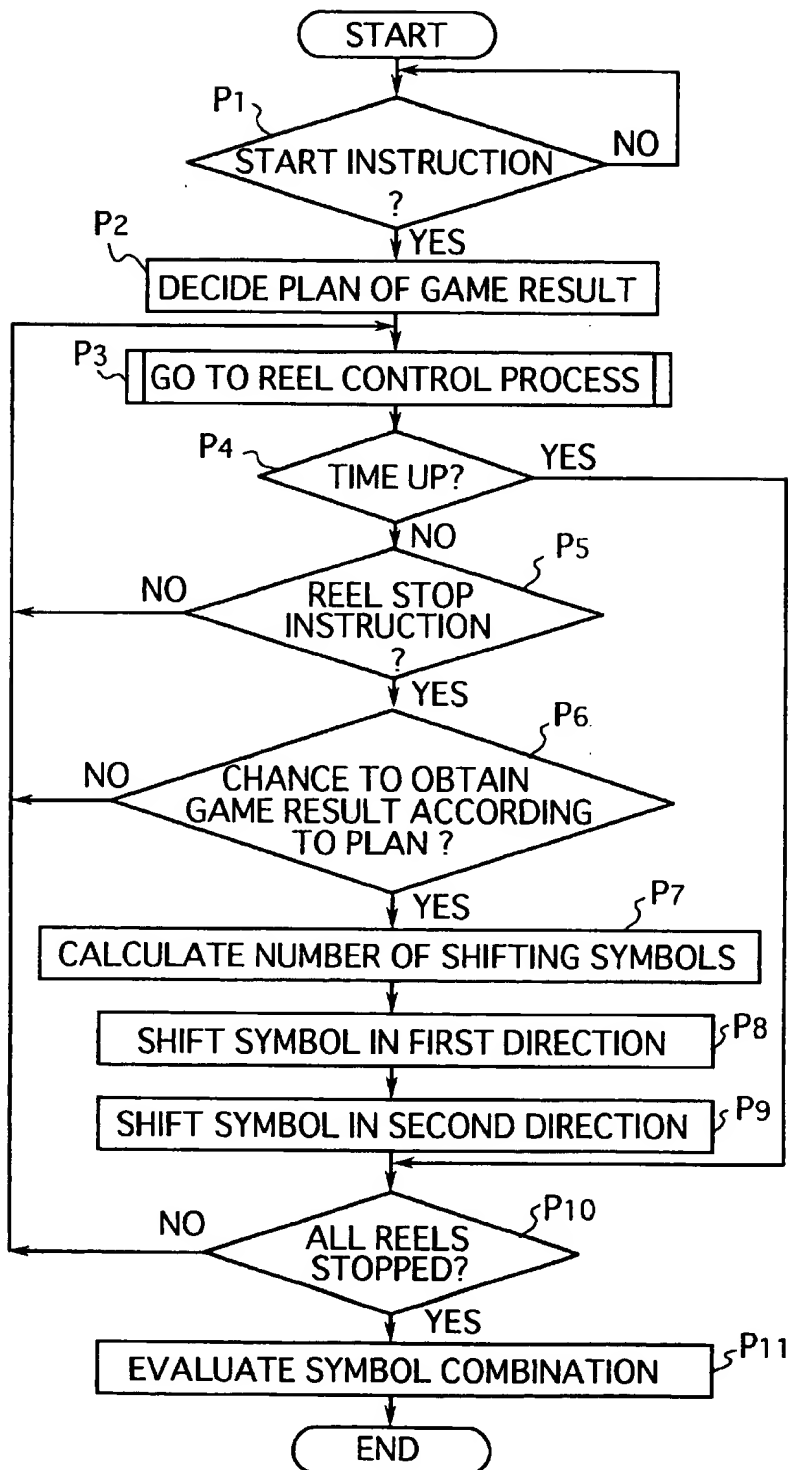 START
P1
START INSTRUCTION
?
NO
YES
P2
DECIDE PLAN OF GAME RESULT
P3
GO TO REEL CONTROL PROCESS
P4
TIME UP?
YES
NO
P5
REEL STOP
INSTRUCTION
?
NO
YES
P6
CHANCE TO OBTAIN
GAME RESULT ACCORDING
TO PLAN ?
NO
YES
P7
CALCULATE NUMBER OF SHIFTING SYMBOLS
SHIFT SYMBOL IN FIRST DIRECTION
P8
SHIFT SYMBOL IN SECOND DIRECTION
P9
NO
P10
ALL REELS
STOPPED?
YES
EVALUATE SYMBOL COMBINATION
P11
END